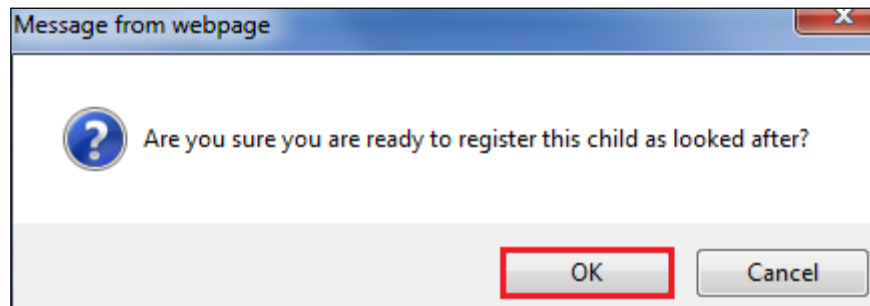 Message from webpage
X
? Are you sure you are ready to register this child as looked after?
OK Cancel